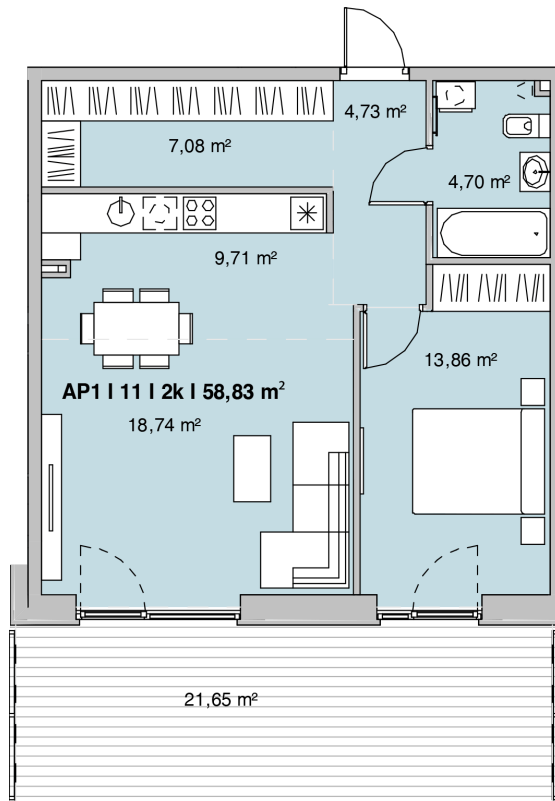 4,73 m²
7,08 m²
4,70 m²
9,71 m²
13,86 m²
AP1 I 11 I 2k I 58,83 m²
18,74 m²
21,65 m²